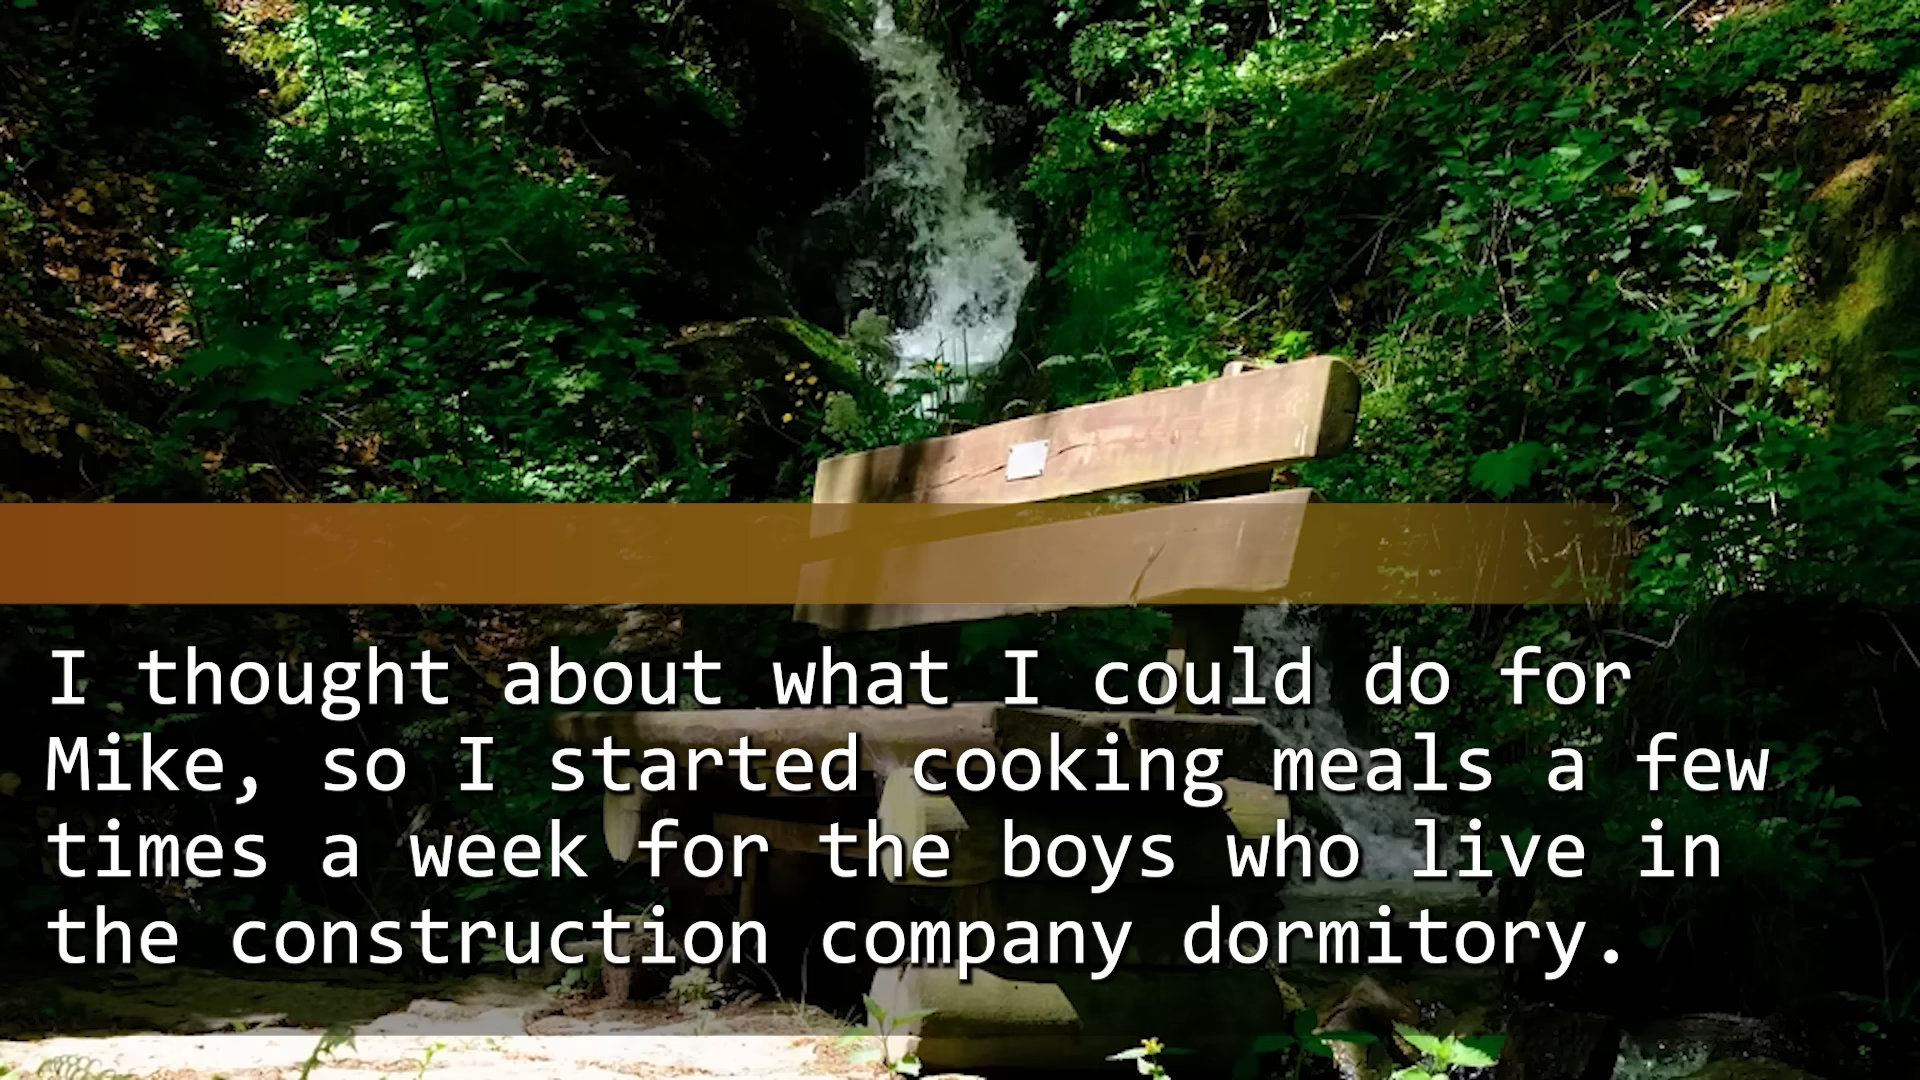 I thought about what I could do for
Mike, so I started cooking meals a few
times a week for the boys who live in
the construction company dormitory.